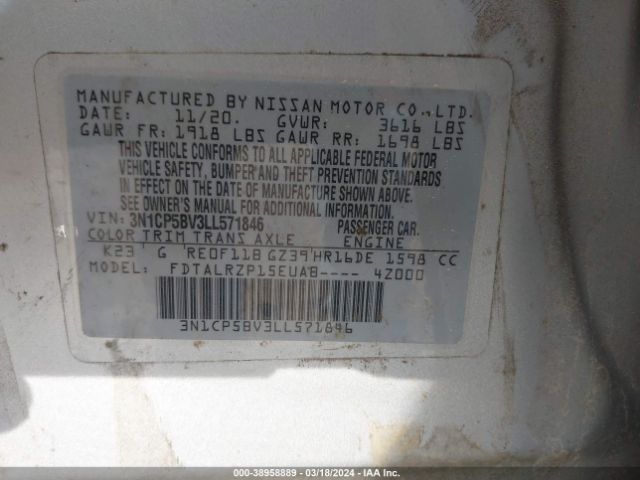 MANUFACTURED BY NISSAN MOTOR CO.,LTD.
DATE: 11/20. GVWR: 3616 LBS
GAWR FR: 1918 LBS GAWR RR: 1698 LBS
THIS VEHICLE CONFORMS TO ALL APPLICABLE FEDERAL MOTOR
VEHICLE SAFETY, BUMPER AND THEFT PREVENTION STANDARDS
IN EFFECT ON THE DATE OF MANUFACTURE SHOWN ABOVE.
SEE OWNER'S MANUAL FOR ADDITIONAL INFORMATION.
VIN: 3N1CP5BV3LL571846 PASSENGER CAR.
COLOR TRIM TRANS AXLE ENGINE
K23 G RE0F11B GZ39 HR16DE 1598 CC
MODEL: FDTALRZP15EUAB---- 4Z000
3N1CP5BV3LL571846
000-38958889 - 03/18/2024 - IAA Inc.